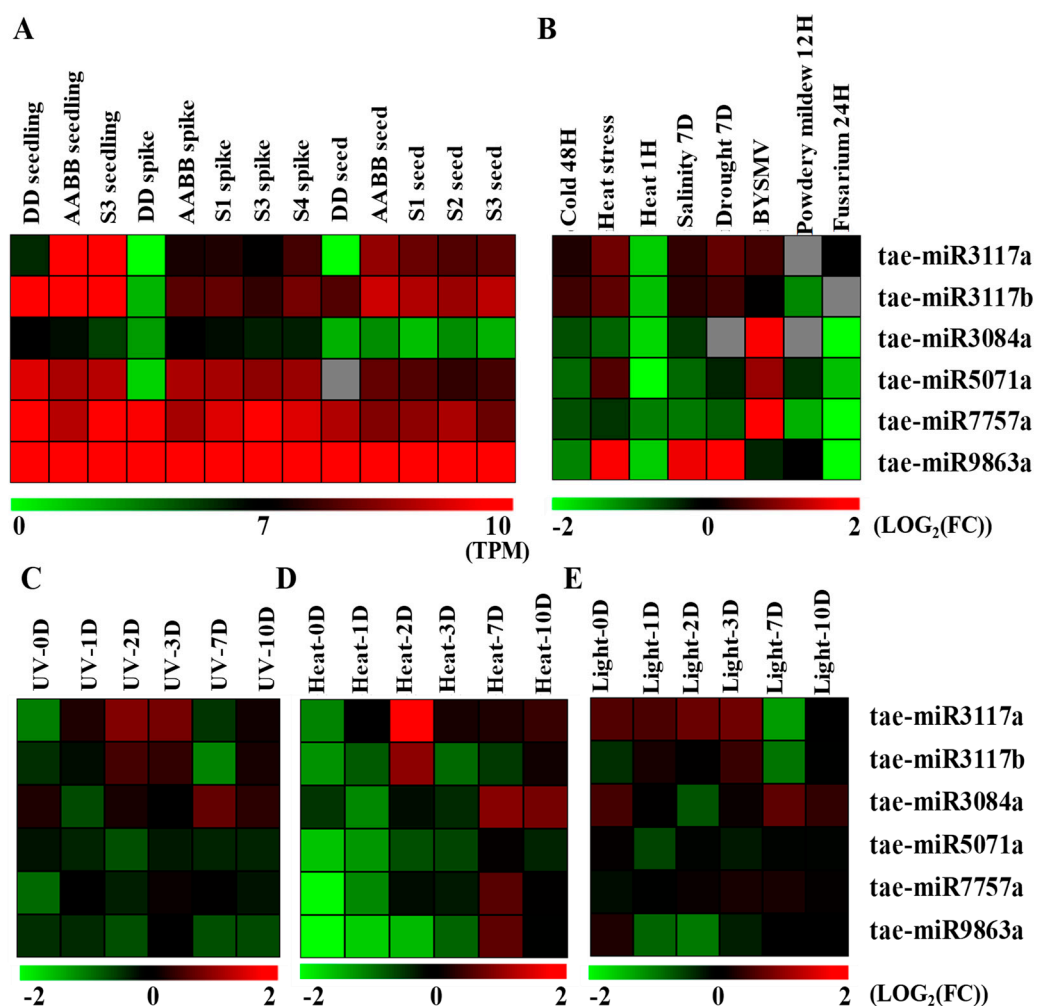 A
DD seedling
AABB seedling
S3 seedling
DD spike
AABB spike
S1 spike
S3 spike
S4 spike
DD seed
AABB seed
S1 seed
S2 seed
S3 seed
0 7 10
(TPM)
B
Cold 48H
Heat stress
Heat 1H
Salinity 7D
Drought 7D
BYSMV
Powdery mildew 12H
Fusarium 24H
tae-miR3117a
tae-miR3117b
tae-miR3084a
tae-miR5071a
tae-miR7757a
tae-miR9863a
-2 0 2 (LOG2(FC))
C
UV-0D
UV-1D
UV-2D
UV-3D
UV-7D
UV-10D
-2 0 2
D
Heat-0D
Heat-1D
Heat-2D
Heat-3D
Heat-7D
Heat-10D
-2 0 2
E
Light-0D
Light-1D
Light-2D
Light-3D
Light-7D
Light-10D
tae-miR3117a
tae-miR3117b
tae-miR3084a
tae-miR5071a
tae-miR7757a
tae-miR9863a
-2 0 2 (LOG2(FC))